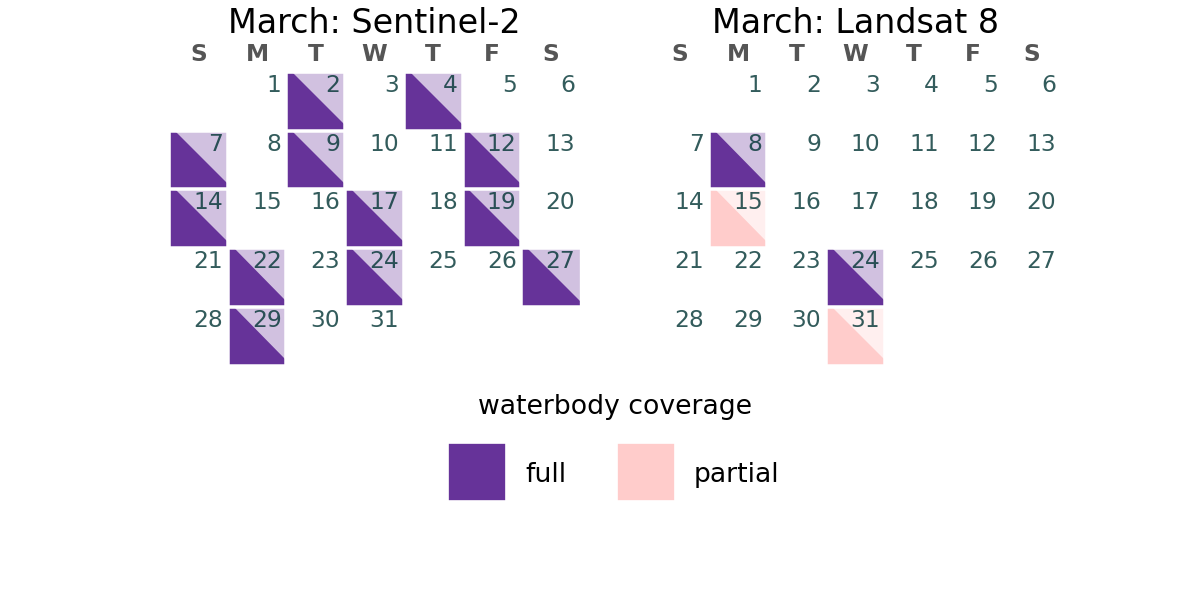 March: Sentinel-2
S M T W T F S
1 2 3 4 5 6
7 8 9 10 11 12 13
14 15 16 17 18 19 20
21 22 23 24 25 26 27
28 29 30 31
March: Landsat 8
S M T W T F S
1 2 3 4 5 6
7 8 9 10 11 12 13
14 15 16 17 18 19 20
21 22 23 24 25 26 27
28 29 30 31
waterbody coverage
full
partial